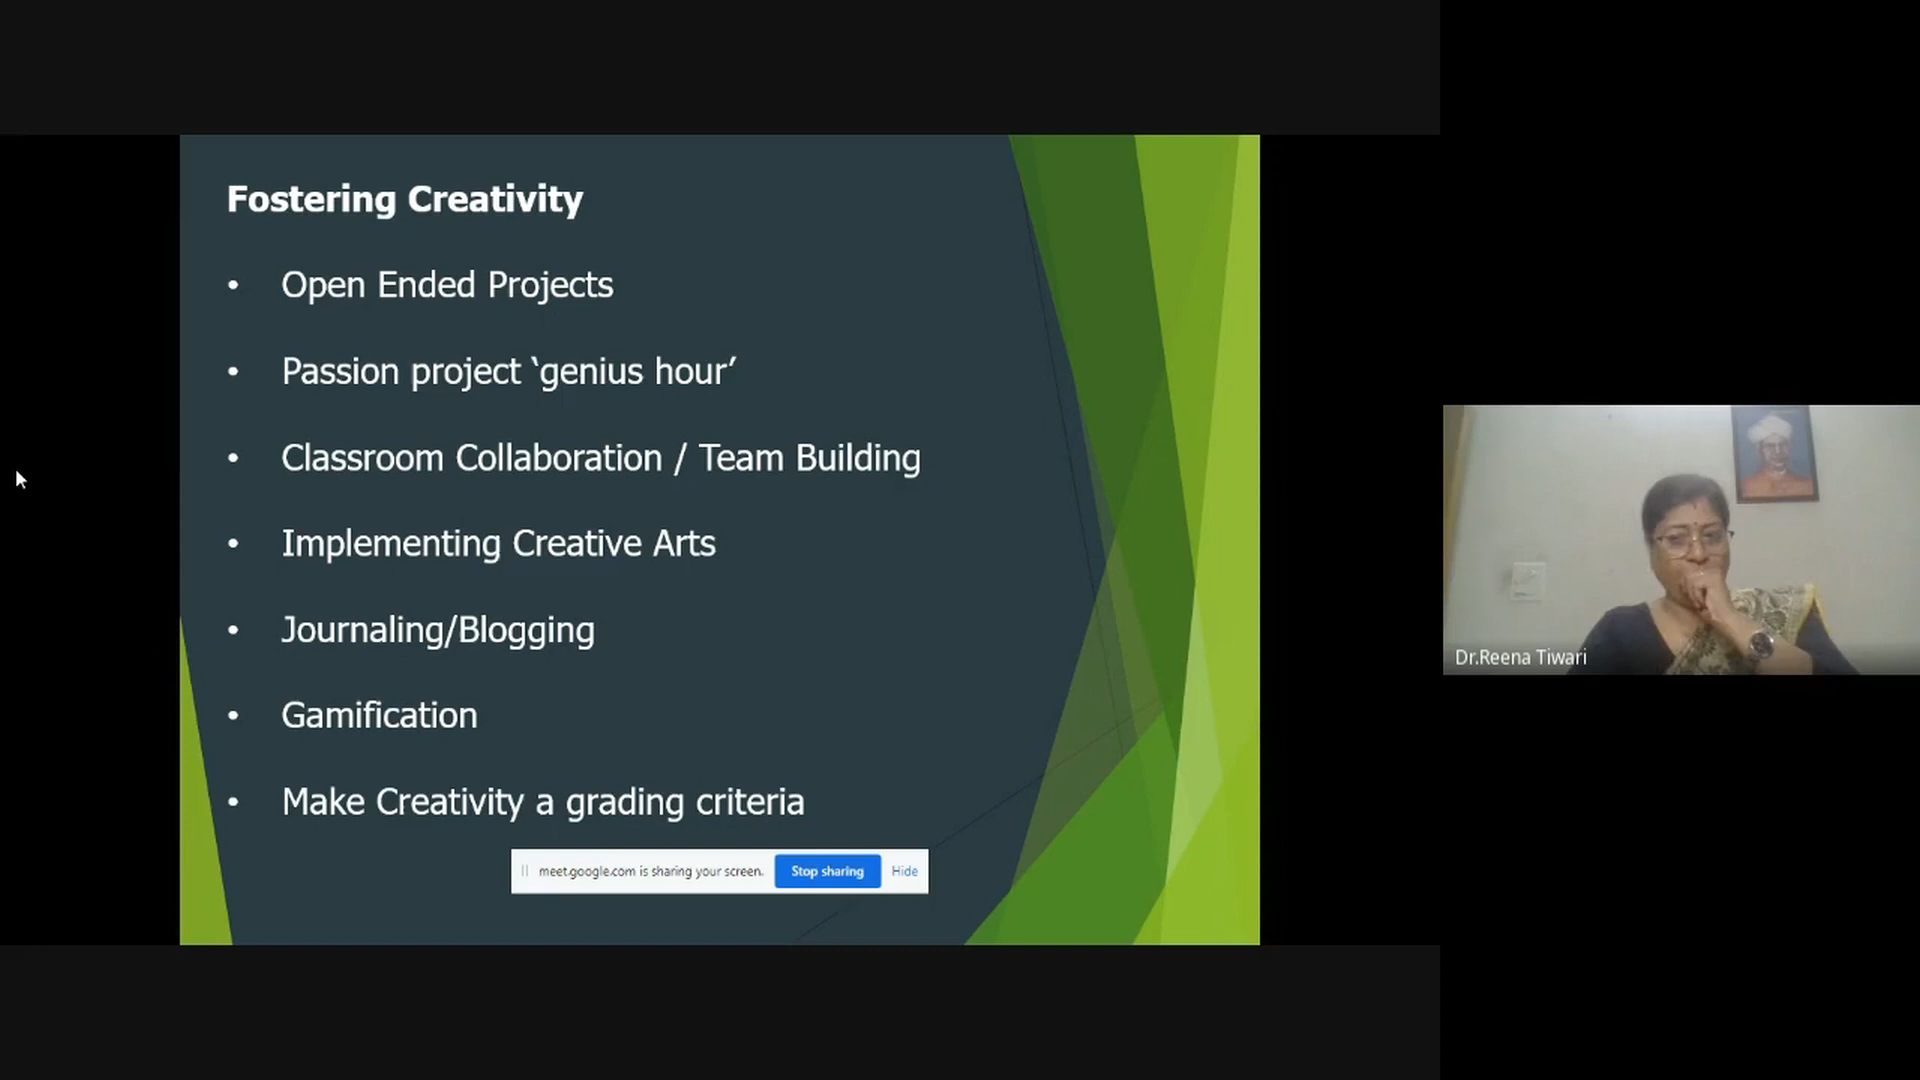 Fostering Creativity
• Open Ended Projects
• Passion project ‘genius hour’
• Classroom Collaboration / Team Building
• Implementing Creative Arts
• Journaling/Blogging
• Gamification
• Make Creativity a grading criteria
meet.google.com is sharing your screen. Stop sharing Hide
Dr.Reena Tiwari